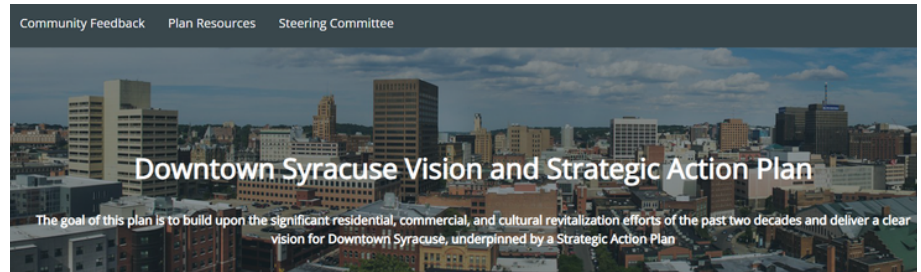 Community Feedback Plan Resources Steering Committee
Downtown Syracuse Vision and Strategic Action Plan
The goal of this plan is to build upon the significant residential, commercial, and cultural revitalization efforts of the past two decades and deliver a clear
vision for Downtown Syracuse, underpinned by a Strategic Action Plan